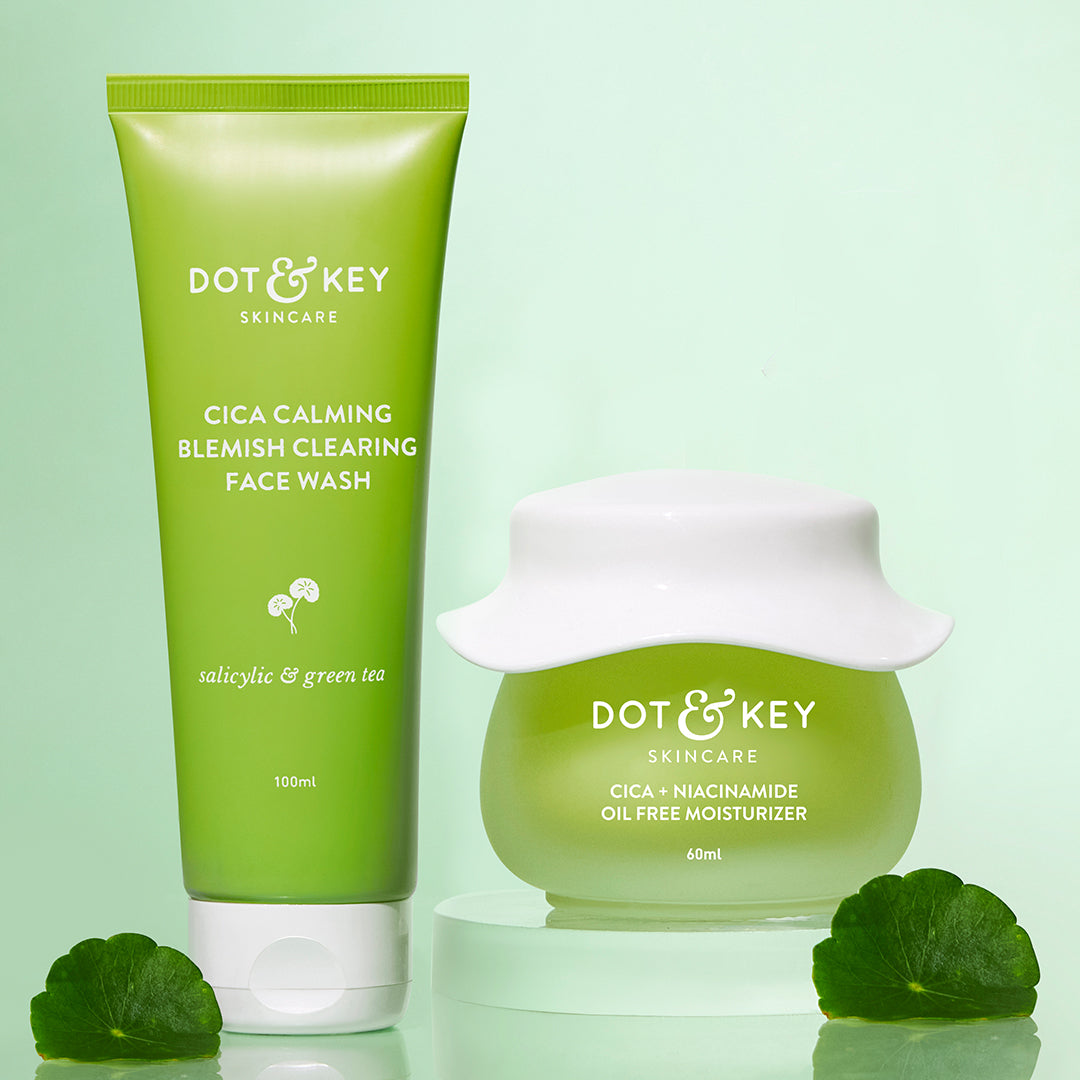 DOT & KEY
SKINCARE
CICA CALMING
BLEMISH CLEARING
FACE WASH
salicylic & green tea
100ml
DOT & KEY
SKINCARE
CICA + NIACINAMIDE
OIL FREE MOISTURIZER
60ml